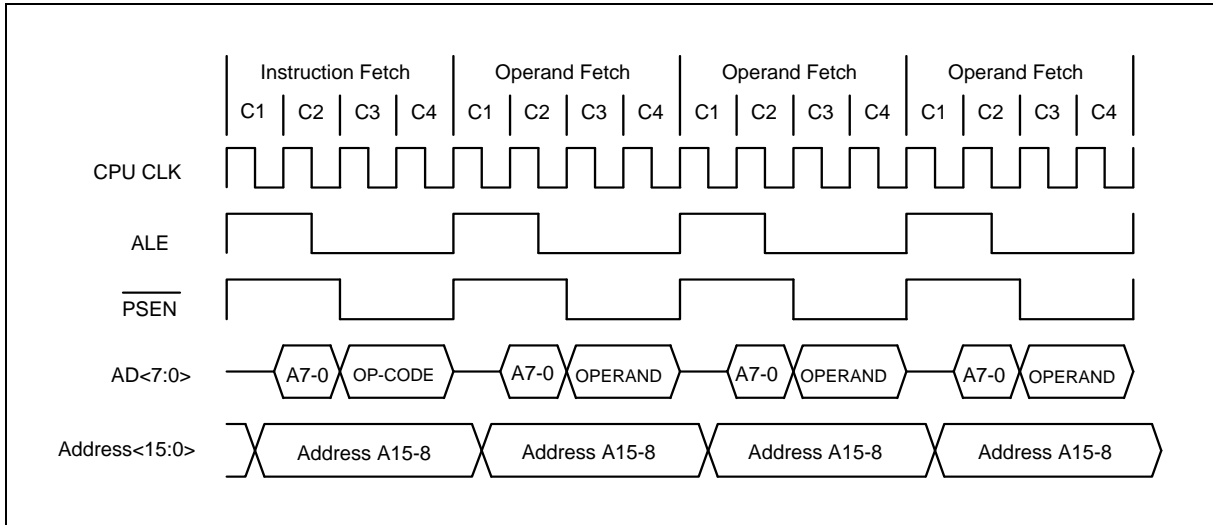 Instruction Fetch Operand Fetch Operand Fetch Operand Fetch
C1 C2 C3 C4 C1 C2 C3 C4 C1 C2 C3 C4 C1 C2 C3 C4
CPU CLK
ALE
PSEN
AD<7:0> A7-0 OP-CODE A7-0 OPERAND A7-0 OPERAND A7-0 OPERAND
Address<15:0> Address A15-8 Address A15-8 Address A15-8 Address A15-8